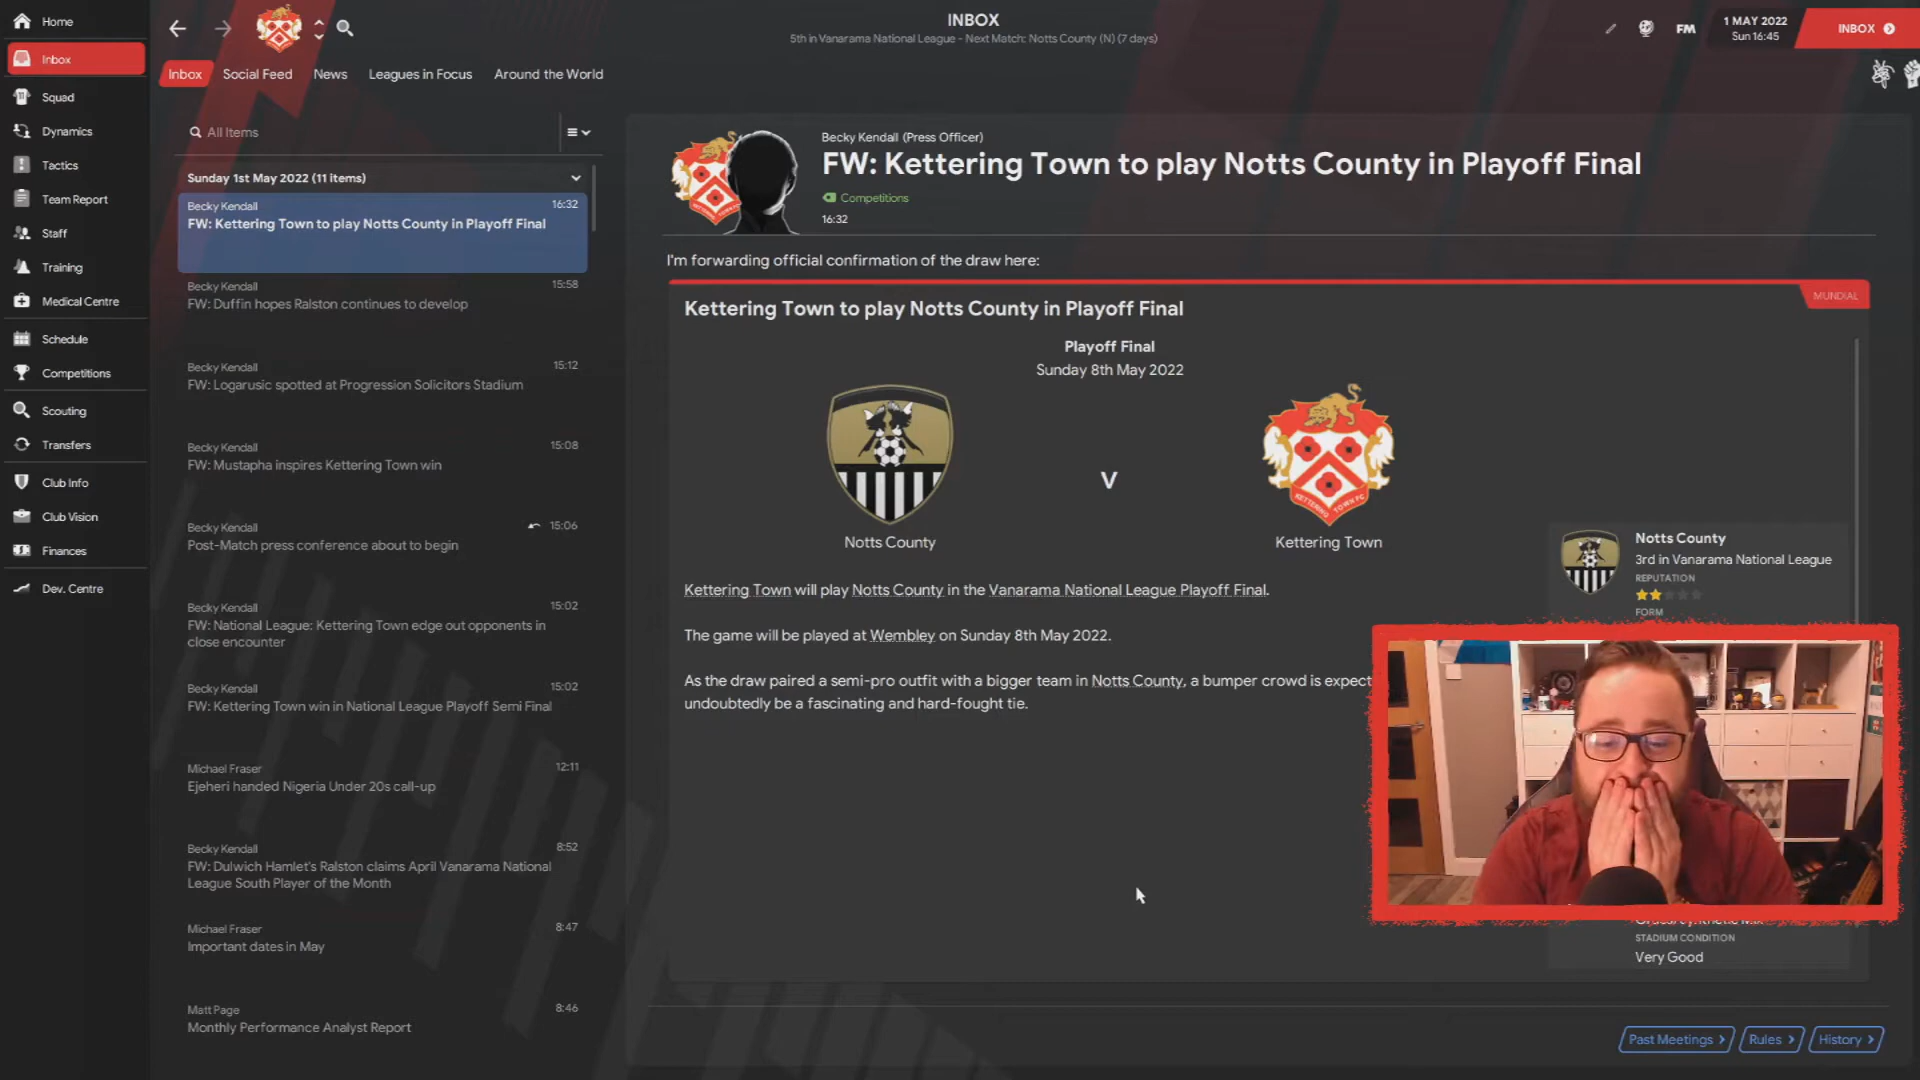 Home
Inbox
Squad
Dynamics
Tactics
Team Report
Staff
Training
Medical Centre
Schedule
Competitions
Scouting
Transfers
Club Info
Club Vision
Finances
Dev. Centre
INBOX
5th in Vanarama National League - Next Match: Notts County (N) (7 days)
FM
1 MAY 2022
Sun 16:45
INBOX
Inbox
Social Feed
News
Leagues in Focus
Around the World
All Items
Sunday 1st May 2022 (11 items)
Becky Kendall 16:32
FW: Kettering Town to play Notts County in Playoff Final
Becky Kendall 15:58
FW: Duffin hopes Ralston continues to develop
Becky Kendall 15:12
FW: Logarusic spotted at Progression Solicitors Stadium
Becky Kendall 15:08
FW: Mustapha inspires Kettering Town win
Becky Kendall 15:06
Post-Match press conference about to begin
Becky Kendall 15:02
FW: National League: Kettering Town edge out opponents in
close encounter
Becky Kendall 15:02
FW: Kettering Town win in National League Playoff Semi Final
Michael Fraser 12:11
Ejeheri handed Nigeria Under 20s call-up
Becky Kendall 8:52
FW: Dulwich Hamlet's Ralston claims April Vanarama National
League South Player of the Month
Michael Fraser 8:47
Important dates in May
Matt Page 8:46
Monthly Performance Analyst Report
Becky Kendall (Press Officer)
FW: Kettering Town to play Notts County in Playoff Final
Competitions
16:32
I'm forwarding official confirmation of the draw here:
MUNDIAL
Kettering Town to play Notts County in Playoff Final
Playoff Final
Sunday 8th May 2022
V
KETTERING TOWN FC
Notts County
Kettering Town
Kettering Town will play Notts County in the Vanarama National League Playoff Final.
The game will be played at Wembley on Sunday 8th May 2022.
As the draw paired a semi-pro outfit with a bigger team in Notts County, a bumper crowd is expect
undoubtedly be a fascinating and hard-fought tie.
Notts County
3rd in Vanarama National League
REPUTATION
FORM
STADIUM CONDITION
Very Good
Past Meetings
Rules
History